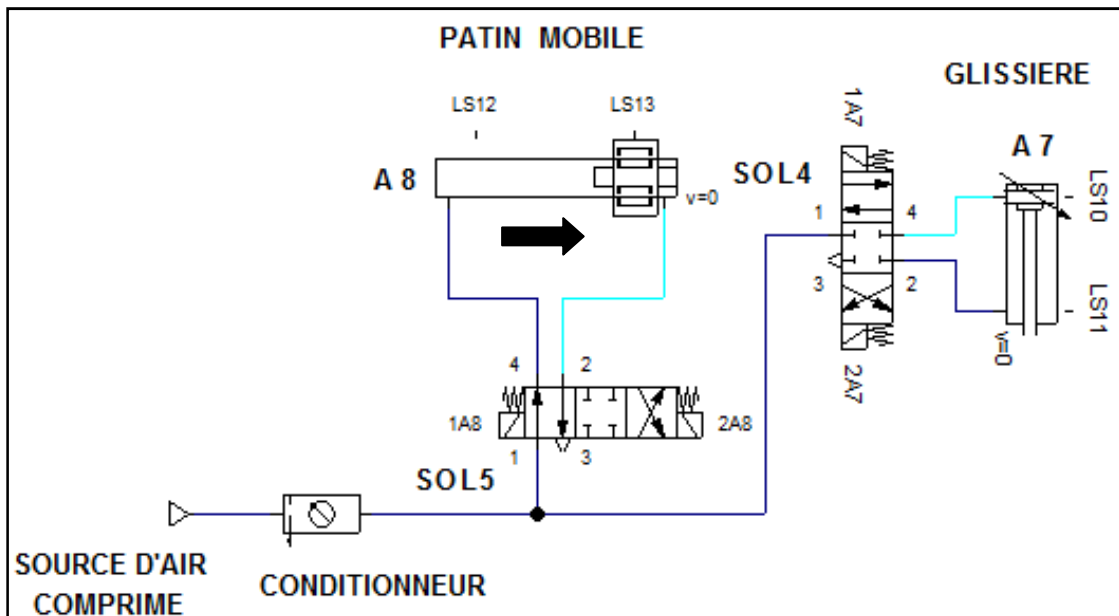 PATIN MOBILE
GLISSIERE
LS12
LS13
1A7
A 8
v=0
SOL4
A 7
LS10
1
4
3
2
LS11
v=0
2A7
4
2
1A8
2A8
1
3
SOL5
SOURCE D'AIR
COMPRIME
CONDITIONNEUR